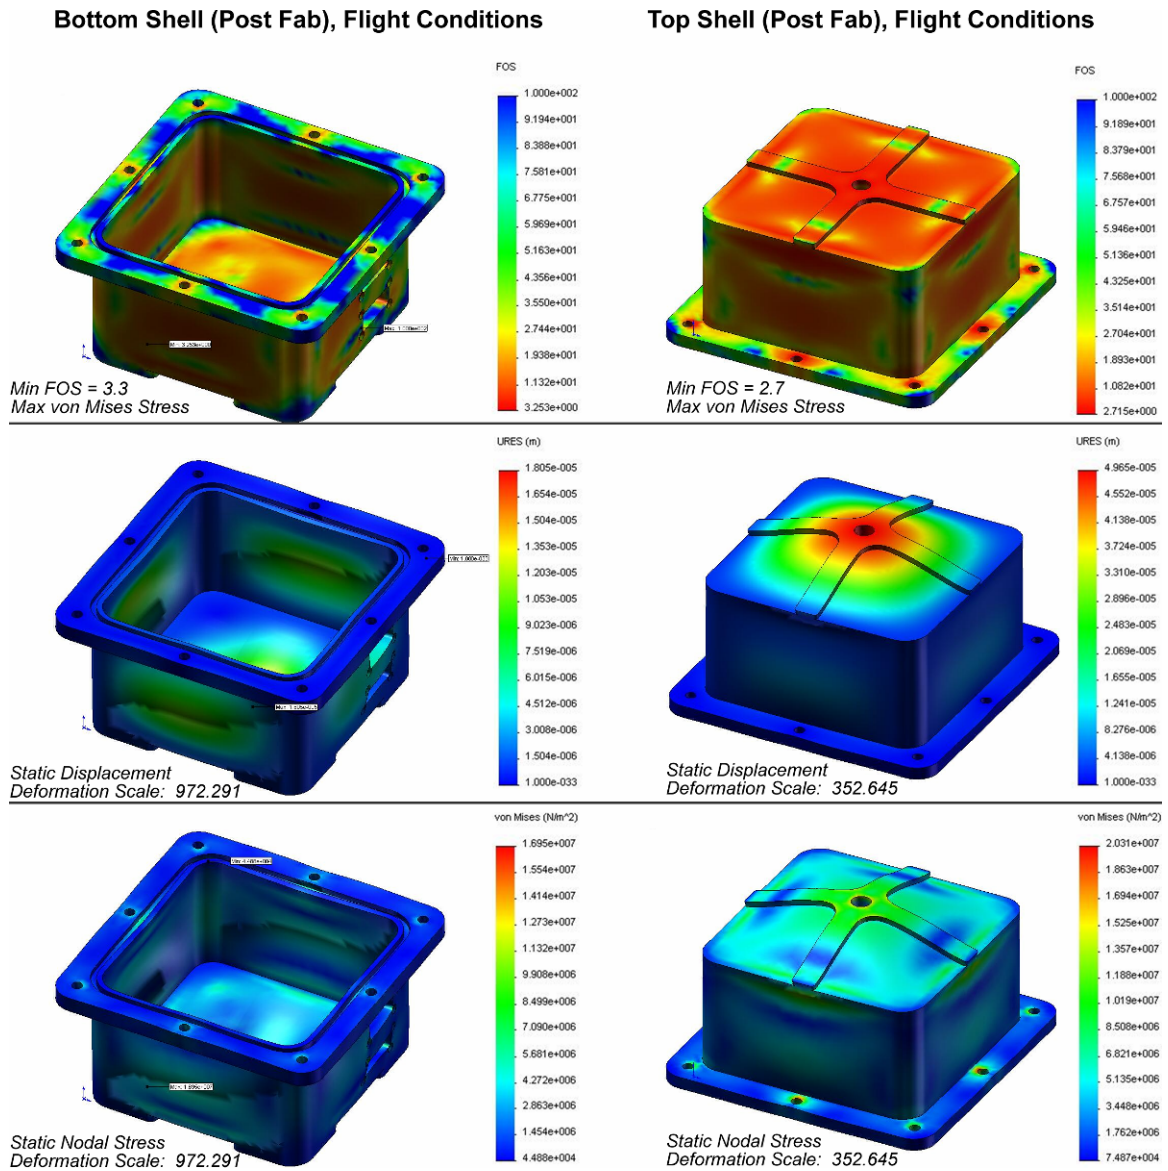 Bottom Shell (Post Fab), Flight Conditions
Top Shell (Post Fab), Flight Conditions
FOS
1.000e+002
9.194e+001
8.388e+001
7.581e+001
6.775e+001
5.969e+001
5.163e+001
4.356e+001
3.550e+001
2.744e+001
1.938e+001
1.132e+001
3.253e+000
Min FOS = 3.3
Max von Mises Stress
FOS
1.000e+002
9.189e+001
8.379e+001
7.568e+001
6.757e+001
5.946e+001
5.135e+001
4.325e+001
3.514e+001
2.704e+001
1.893e+001
1.082e+001
2.715e+000
Min FOS = 2.7
Max von Mises Stress
URES (m)
1.805e-005
1.654e-005
1.504e-005
1.353e-005
1.203e-005
1.053e-005
9.023e-006
7.519e-006
6.015e-006
4.512e-006
3.008e-006
1.504e-006
1.000e-033
Static Displacement
Deformation Scale: 972.291
URES (m)
4.965e-005
4.552e-005
4.138e-005
3.724e-005
3.310e-005
2.896e-005
2.483e-005
2.069e-005
1.655e-005
1.241e-005
8.276e-006
4.138e-006
1.000e-033
Static Displacement
Deformation Scale: 352.645
von Mises (N/m^2)
1.695e+007
1.554e+007
1.414e+007
1.273e+007
1.132e+007
9.908e+006
8.499e+006
7.090e+006
5.681e+006
4.272e+006
2.863e+006
1.454e+006
4.488e+004
Static Nodal Stress
Deformation Scale: 972.291
von Mises (N/m^2)
2.031e+007
1.863e+007
1.694e+007
1.525e+007
1.357e+007
1.188e+007
1.019e+007
8.508e+006
6.821e+006
5.135e+006
3.448e+006
1.762e+006
7.487e+004
Static Nodal Stress
Deformation Scale: 352.645